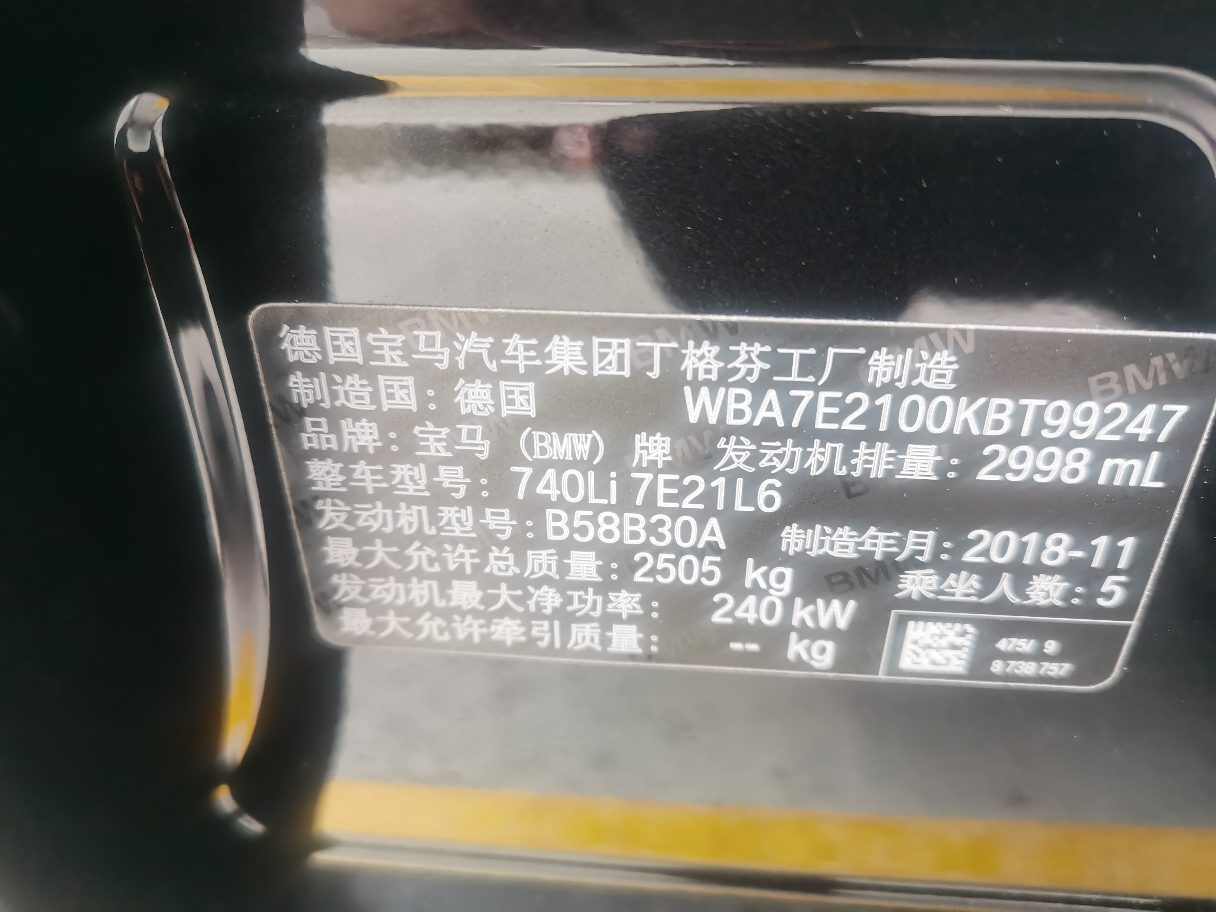 德国宝马汽车集团丁格芬工厂制造
制造国：德国 WBA7E2100KBT99247
品牌：宝马 (BMW) 牌 发动机排量：2998 mL
整车型号：740Li 7E21L6
发动机型号：B58B30A 制造年月：2018-11
最大允许总质量：2505 kg 乘坐人数：5
发动机最大净功率： 240 kW
最大允许牵引质量： -- kg
9
8 738 757
BMW